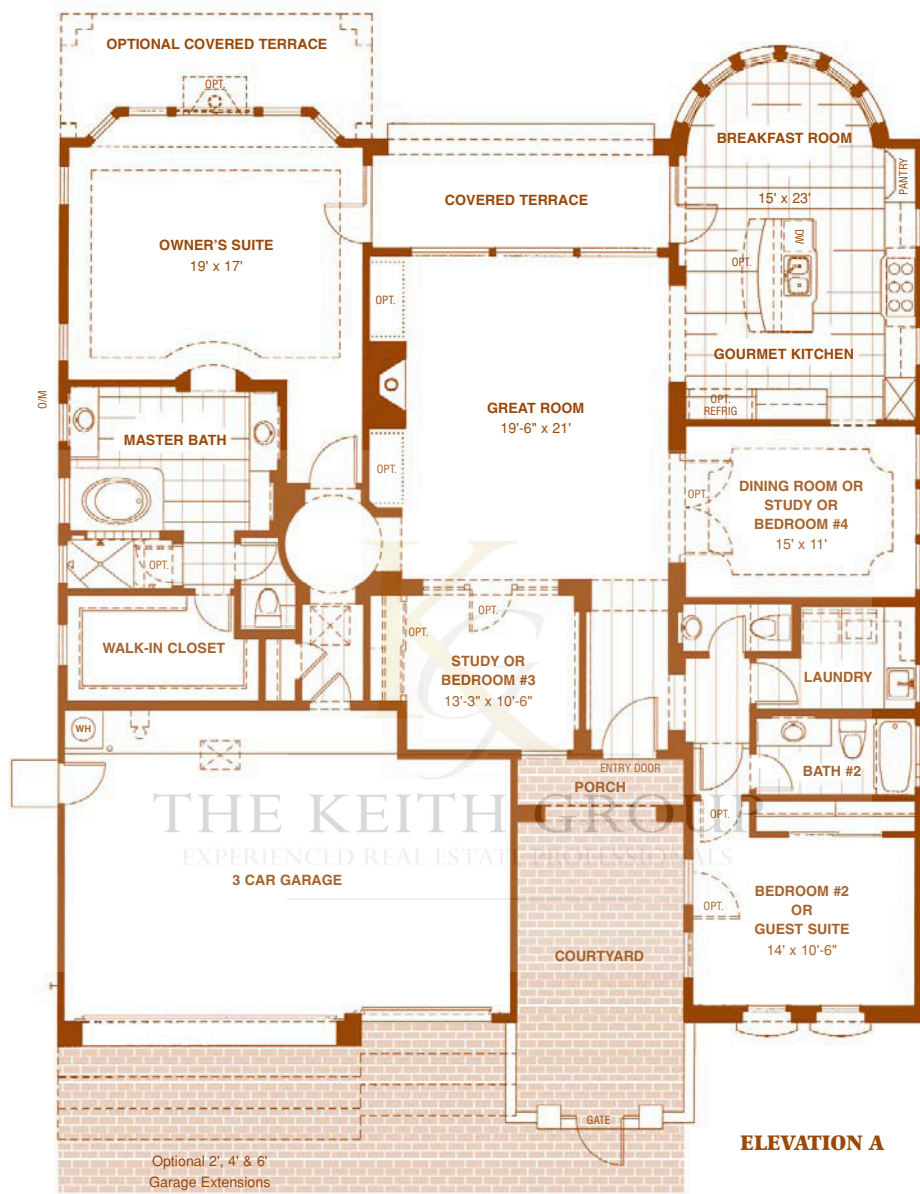 OPTIONAL COVERED TERRACE
OPT.
BREAKFAST ROOM
PANTRY
15' x 23'
COVERED TERRACE
OWNER'S SUITE
19' x 17'
DW
OPT.
OPT.
GOURMET KITCHEN
O/M
OPT.
REFRIG
GREAT ROOM
19'-6" x 21'
MASTER BATH
OPT.
DINING ROOM OR
STUDY OR
BEDROOM #4
15' x 11'
OPT.
OPT.
OPT.
OPT.
WALK-IN CLOSET
STUDY OR
BEDROOM #3
13'-3" x 10'-6"
LAUNDRY
WH
ENTRY DOOR
PORCH
BATH #2
THE KEITH GROUP
EXPERIENCED REAL ESTATE PROFESSIONALS
OPT.
3 CAR GARAGE
BEDROOM #2
OR
GUEST SUITE
14' x 10'-6"
OPT.
COURTYARD
GATE
ELEVATION A
Optional 2', 4' & 6'
Garage Extensions